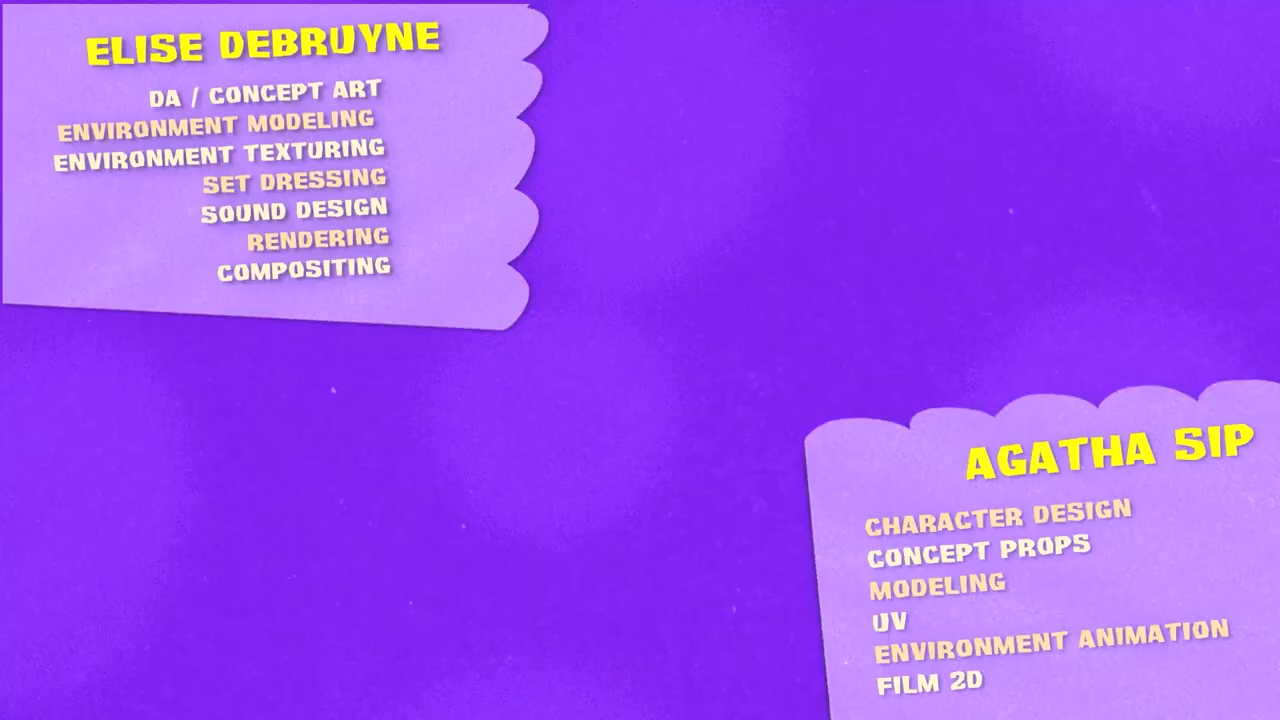 ELISE DEBRUYNE
DA / CONCEPT ART
ENVIRONMENT MODELING
ENVIRONMENT TEXTURING
SET DRESSING
SOUND DESIGN
RENDERING
COMPOSITING
AGATHA SIP
CHARACTER DESIGN
CONCEPT PROPS
MODELING
UV
ENVIRONMENT ANIMATION
FILM 2D